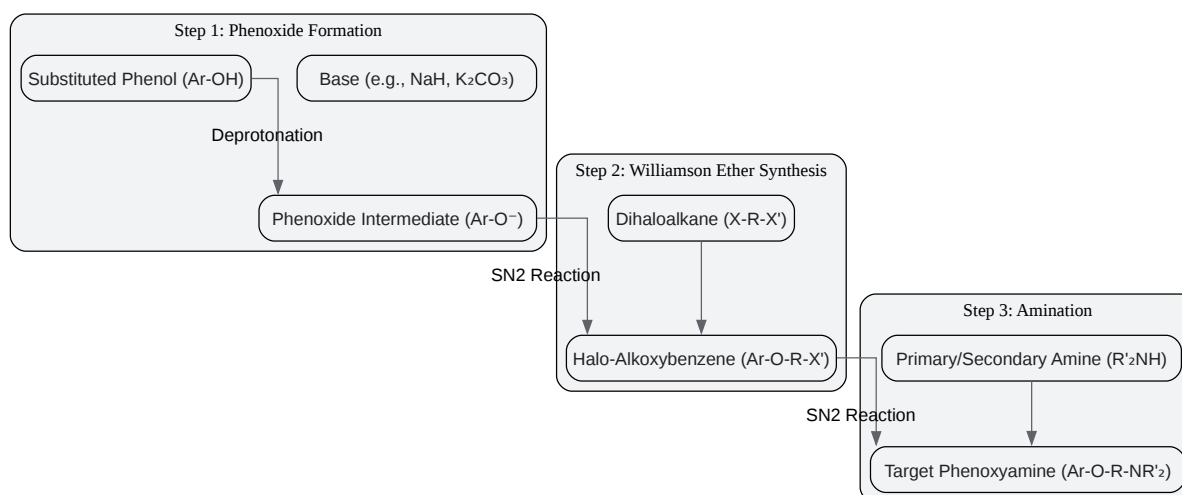 Step 1: Phenoxide Formation
Substituted Phenol (Ar-OH)
Base (e.g., NaH, K₂CO₃)
Deprotonation
Phenoxide Intermediate (Ar-O⁻)
SN2 Reaction
Step 2: Williamson Ether Synthesis
Dihaloalkane (X-R-X')
Halo-Alkoxybenzene (Ar-O-R-X')
SN2 Reaction
Step 3: Amination
Primary/Secondary Amine (R'₂NH)
Target Phenoxyamine (Ar-O-R-NR'₂)